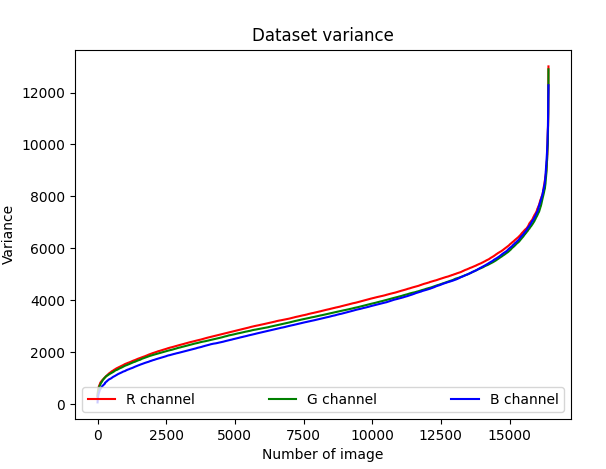 Dataset variance
Variance
12000
10000
8000
6000
4000
2000
0
R channel G channel B channel
0 2500 5000 7500 10000 12500 15000
Number of image